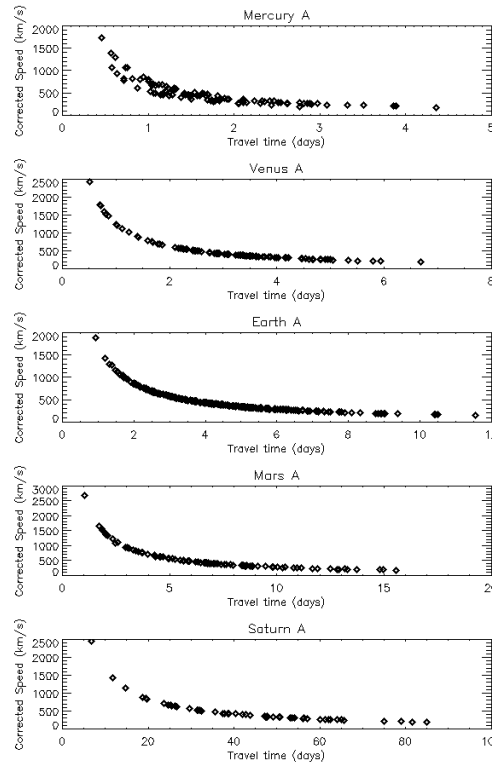 Mercury A
Corrected Speed (km/s)
2000
1500
1000
500
0
0 1 2 3 4 5
Travel time (days)
Venus A
Corrected Speed (km/s)
2500
2000
1500
1000
500
0
0 2 4 6 8
Travel time (days)
Earth A
Corrected Speed (km/s)
2000
1500
1000
500
0
0 2 4 6 8 10 12
Travel time (days)
Mars A
Corrected Speed (km/s)
3000
2500
2000
1500
1000
500
0
0 5 10 15 20
Travel time (days)
Saturn A
Corrected Speed (km/s)
2500
2000
1500
1000
500
0
0 20 40 60 80 100
Travel time (days)